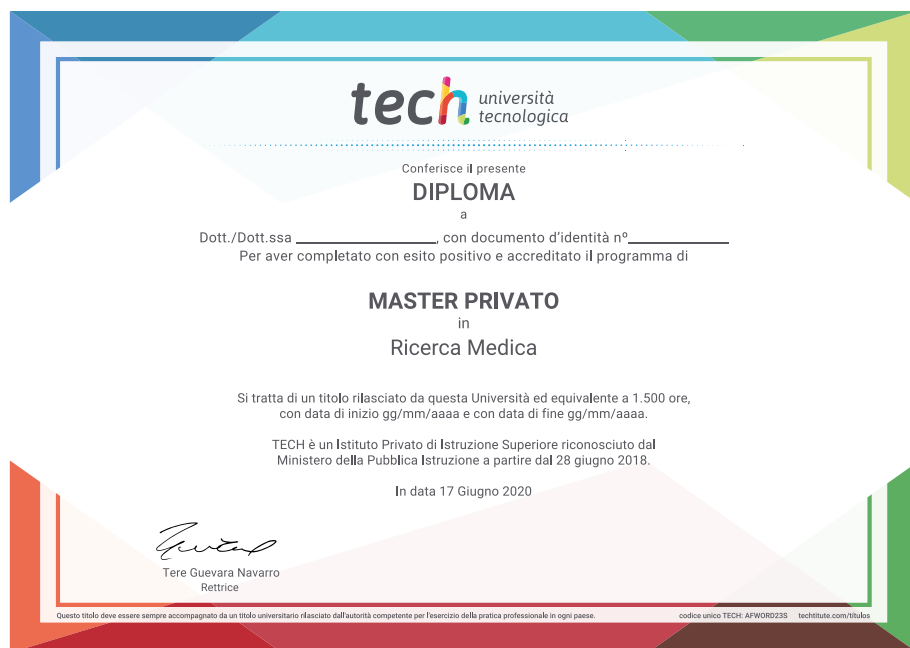 tech università
tecnologica
Conferisce il presente
DIPLOMA
a
Dott./Dott.ssa ________________, con documento d'identità nº____________
Per aver completato con esito positivo e accreditato il programma di
MASTER PRIVATO
in
Ricerca Medica
Si tratta di un titolo rilasciato da questa Università ed equivalente a 1.500 ore,
con data di inizio gg/mm/aaaa e con data di fine gg/mm/aaaa.
TECH è un Istituto Privato di Istruzione Superiore riconosciuto dal
Ministero della Pubblica Istruzione a partire dal 28 giugno 2018.
In data 17 Giugno 2020
Tere Guevara Navarro
Rettrice
Questo titolo deve essere sempre accompagnato da un titolo universitario rilasciato dall'autorità competente per l'esercizio della pratica professionale in ogni paese. codice unico TECH: AFWORD23S techtitute.com/titulos